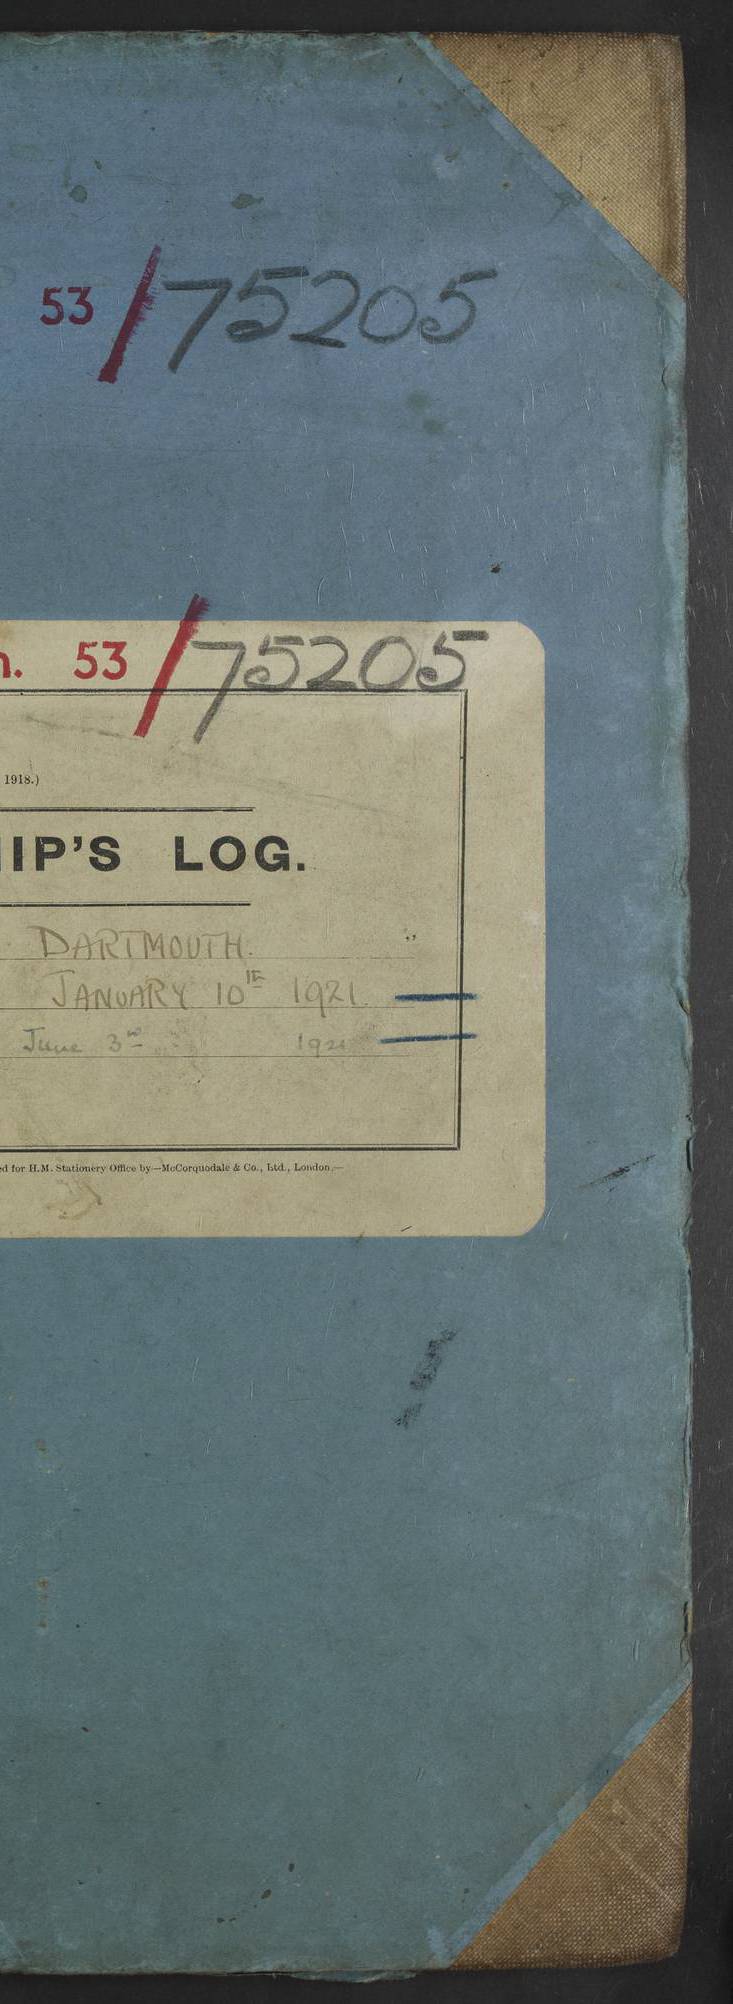 53/75205
53/75205
1918.)
SHIP'S LOG.
DARTMOUTH.
JANUARY 10th 1921
June 3rd 1921
ed for H.M. Stationery Office by—McCorquodale & Co., Ltd., London.—